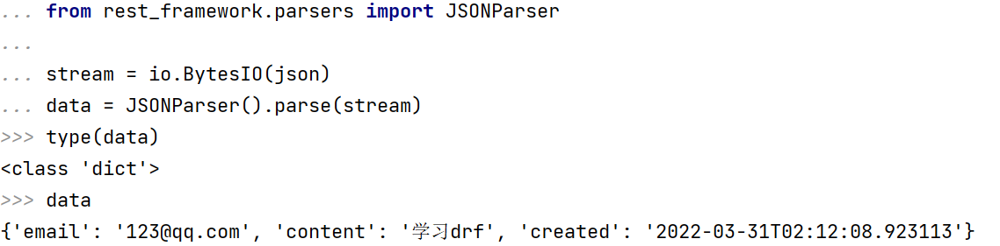 ... from rest_framework.parsers import JSONParser
...
... stream = io.BytesIO(json)
... data = JSONParser().parse(stream)
>>> type(data)
<class 'dict'>
>>> data
{'email': '123@qq.com', 'content': '学习drf', 'created': '2022-03-31T02:12:08.923113'}